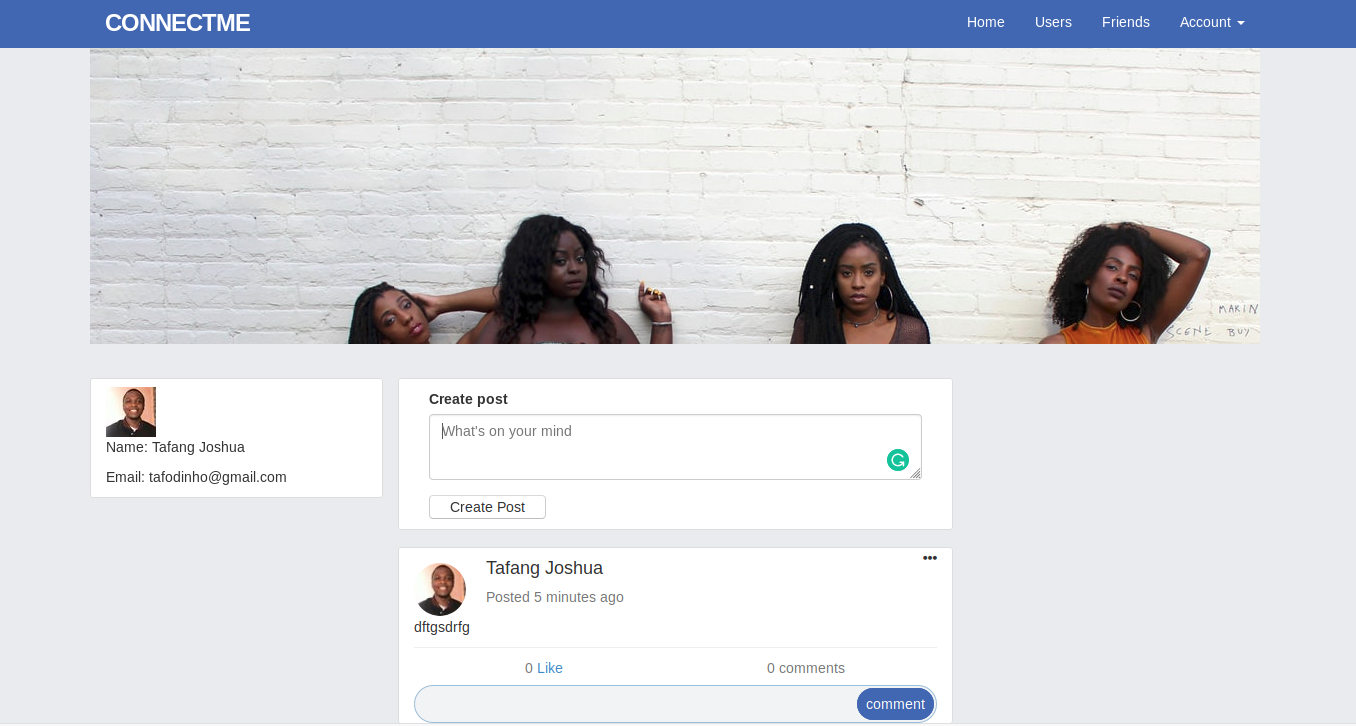 CONNECTME
Home Users Friends Account
MAKIN
SCENE BUY
Name: Tafang Joshua
Email: tafodinho@gmail.com
Create post
What's on your mind
Create Post
•••
Tafang Joshua
Posted 5 minutes ago
dftgsdrfg
0 Like 0 comments
comment